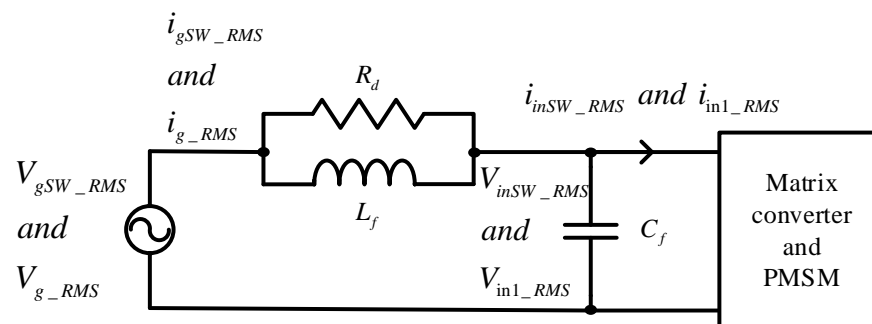 i_gSW_RMS
and
i_g_RMS
R_d
L_f
i_inSW_RMS and i_in1_RMS
V_gSW_RMS
and
V_g_RMS
V_inSW_RMS
and
V_in1_RMS
C_f
Matrix
converter
and
PMSM